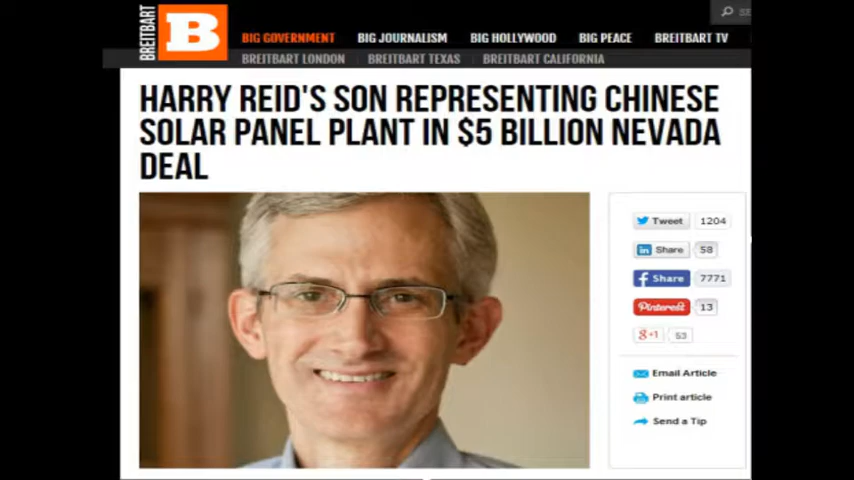 BREITBART
B
BIG GOVERNMENT BIG JOURNALISM BIG HOLLYWOOD BIG PEACE BREITBART TV
BREITBART LONDON BREITBART TEXAS BREITBART CALIFORNIA
HARRY REID'S SON REPRESENTING CHINESE
SOLAR PANEL PLANT IN $5 BILLION NEVADA
DEAL
Tweet 1204
in Share 58
f Share 7771
Pinterest 13
g+1 53
Email Article
Print article
Send a Tip